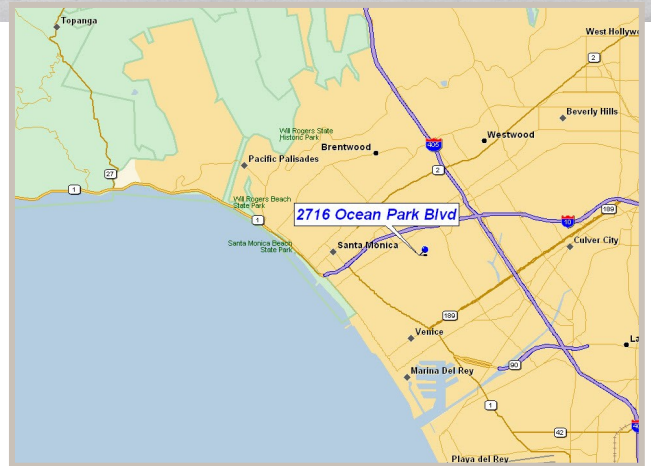 Topanga
West Hollywo
2
Beverly Hills
Will Rogers State
Historic Park
Westwood
Brentwood
405
Pacific Palisades
2
27
1
Will Rogers Beach
State Park
189
1
2716 Ocean Park Blvd
10
Santa Monica Beach
State Park
Santa Monica
Culver City
189
Venice
La
90
Marina Del Rey
1
42
Playa del Rey